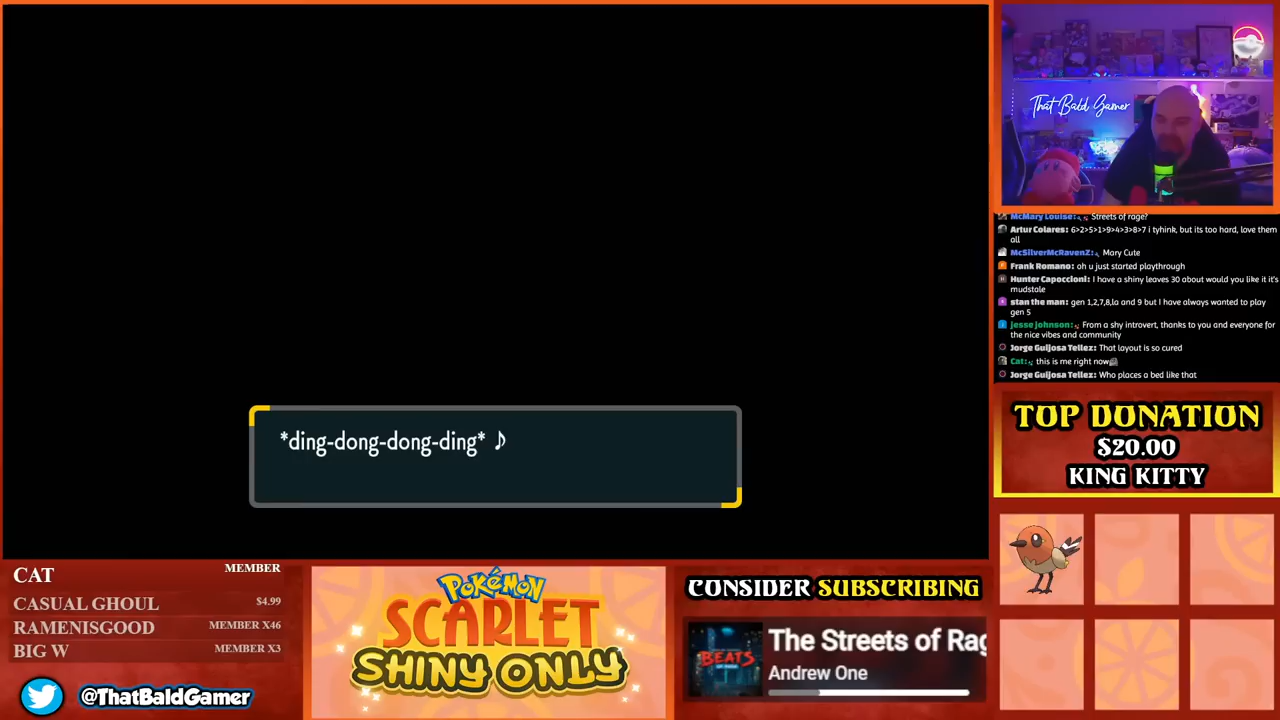 *ding-dong-dong-ding* ♪
That Bald Gamer
McMary Louise: Streets of rage?
Artur Colares: 6>2>5>1>9>4>3>8>7 i tyhink, but its too hard, love them
all
McSilverMcRavenZ: Mary Cute
Frank Romano: oh u just started playthrough
Hunter Capoccioni: I have a shiny leaves 30 about would you like it it's
mudstale
stan the man: gen 1,2,7,8,la and 9 but I have always wanted to play
gen 5
jesse johnson: From a shy introvert, thanks to you and everyone for
the nice vibes and community
Jorge Guijosa Tellez: That layout is so cured
Cat: this is me right now
Jorge Guijosa Tellez: Who places a bed like that
TOP DONATION
$20.00
KING KITTY
CAT MEMBER
CASUAL GHOUL $4.99
RAMENISGOOD MEMBER X46
BIG W MEMBER X3
@ThatBaldGamer
POKÉMON
SCARLET
SHINY ONLY
CONSIDER SUBSCRIBING
BEATS
The Streets of Rag
Andrew One